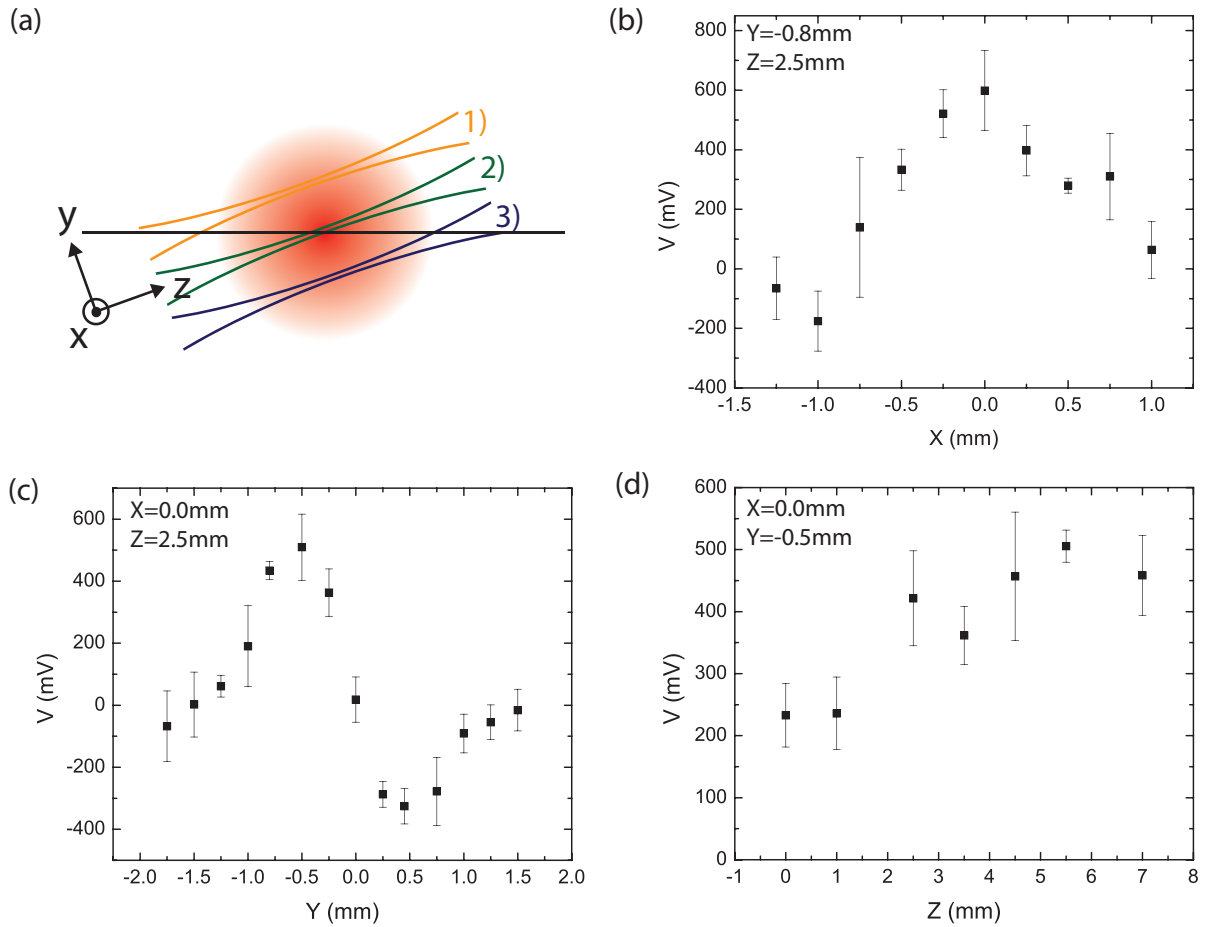 (a)
1)
2)
3)
y
z
x
(b)
Y=-0.8mm
Z=2.5mm
800
600
400
200
0
-200
-400
V (mV)
-1.5 -1.0 -0.5 0.0 0.5 1.0
X (mm)
(c)
X=0.0mm
Z=2.5mm
600
400
200
0
-200
-400
V (mV)
-2.0 -1.5 -1.0 -0.5 0.0 0.5 1.0 1.5 2.0
Y (mm)
(d)
X=0.0mm
Y=-0.5mm
600
500
400
300
200
100
0
V (mV)
-1 0 1 2 3 4 5 6 7 8
Z (mm)